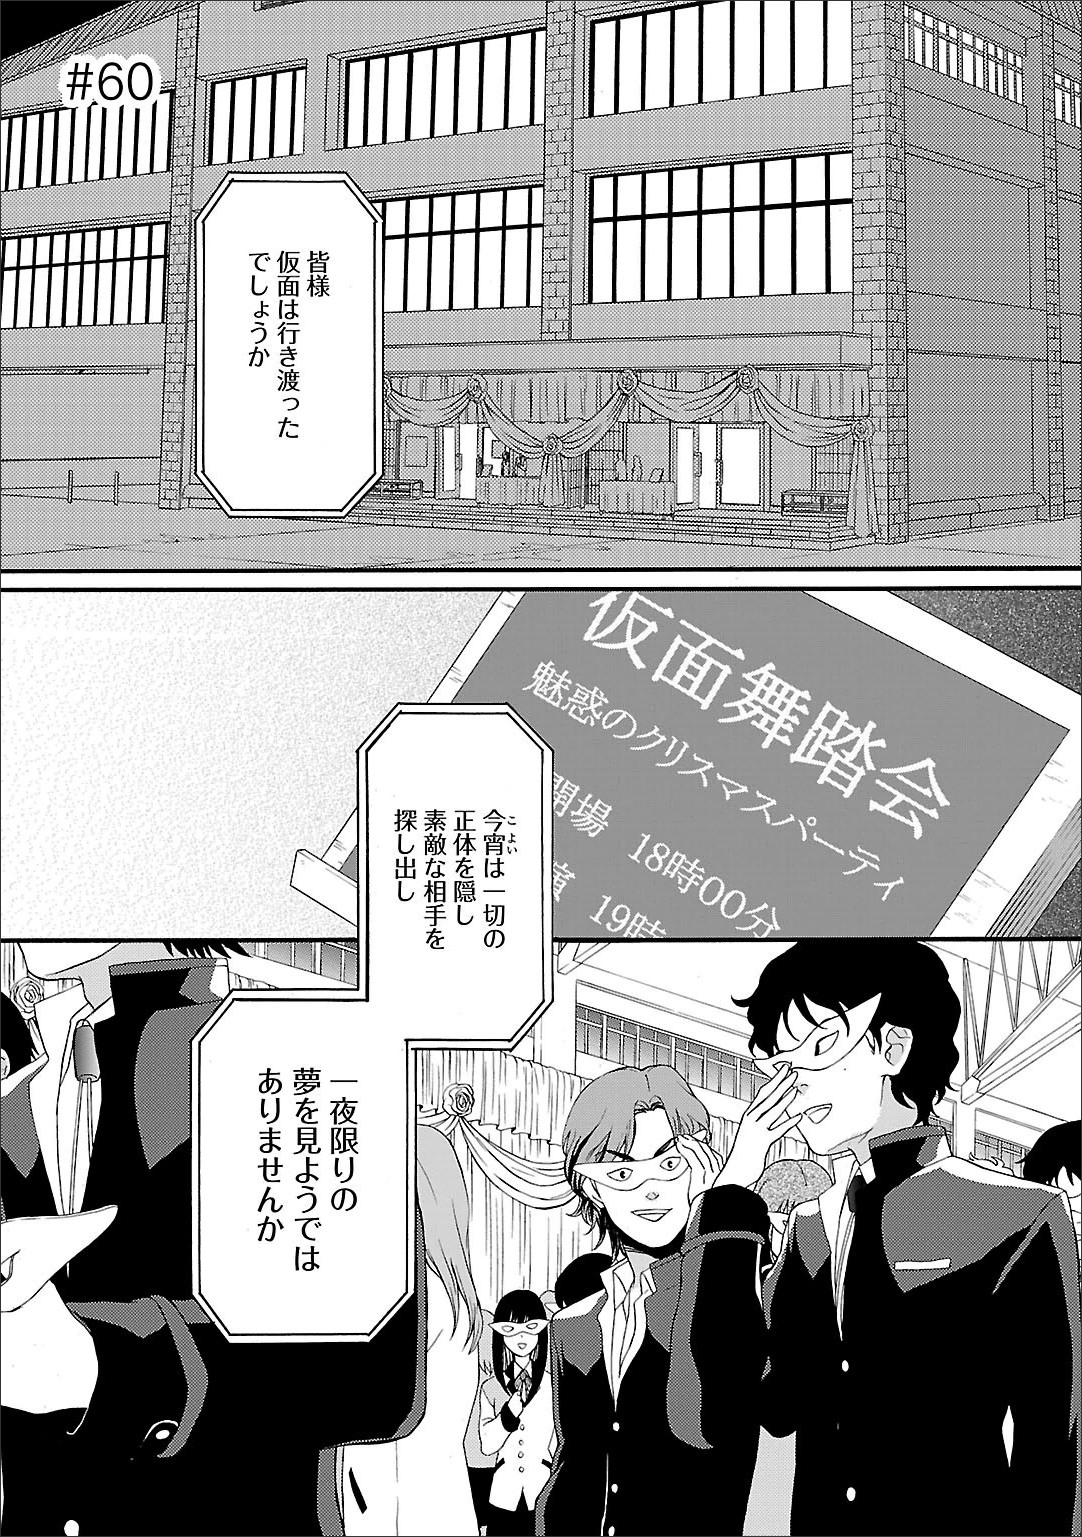 #60
皆様
仮面は行き渡った
でしょうか
仮面舞踏会
魅惑のクリスマスパーティ
開場 18時00分
演 19時
今宵は一切の
こよい
正体を隠し
素敵な相手を
探し出し
一夜限りの
夢を見ようでは
ありませんか